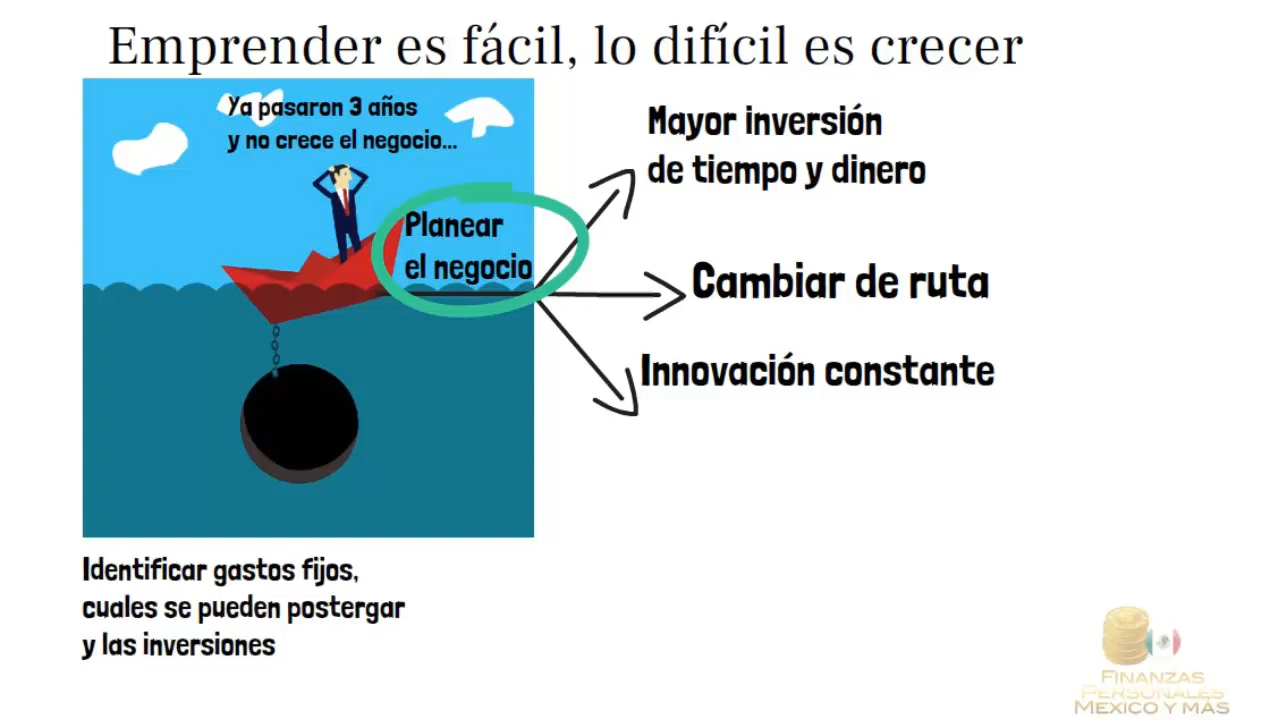 Emprender es fácil, lo difícil es crecer
Ya pasaron 3 años
y no crece el negocio...
Planear
el negocio
Mayor inversión
de tiempo y dinero
Cambiar de ruta
Innovación constante
Identificar gastos fijos,
cuales se pueden postergar
y las inversiones
FINANZAS
PERSONALES
MEXICO Y MÁS